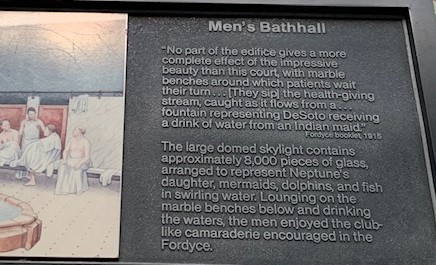 Men's Bathhall
"No part of the edifice gives a more
complete effect of the impressive
beauty than this court, with marble
benches around which patients wait
their turn . . . [They sip] the health-giving
stream, caught as it flows from a . . .
fountain representing DeSoto receiving
a drink of water from an Indian maid."
Fordyce booklet, 1915
The large domed skylight contains
approximately 8,000 pieces of glass,
arranged to represent Neptune's
daughter, mermaids, dolphins, and fish
in swirling water. Lounging on the
marble benches below and drinking
the waters, the men enjoyed the club-
like camaraderie encouraged in the
Fordyce.